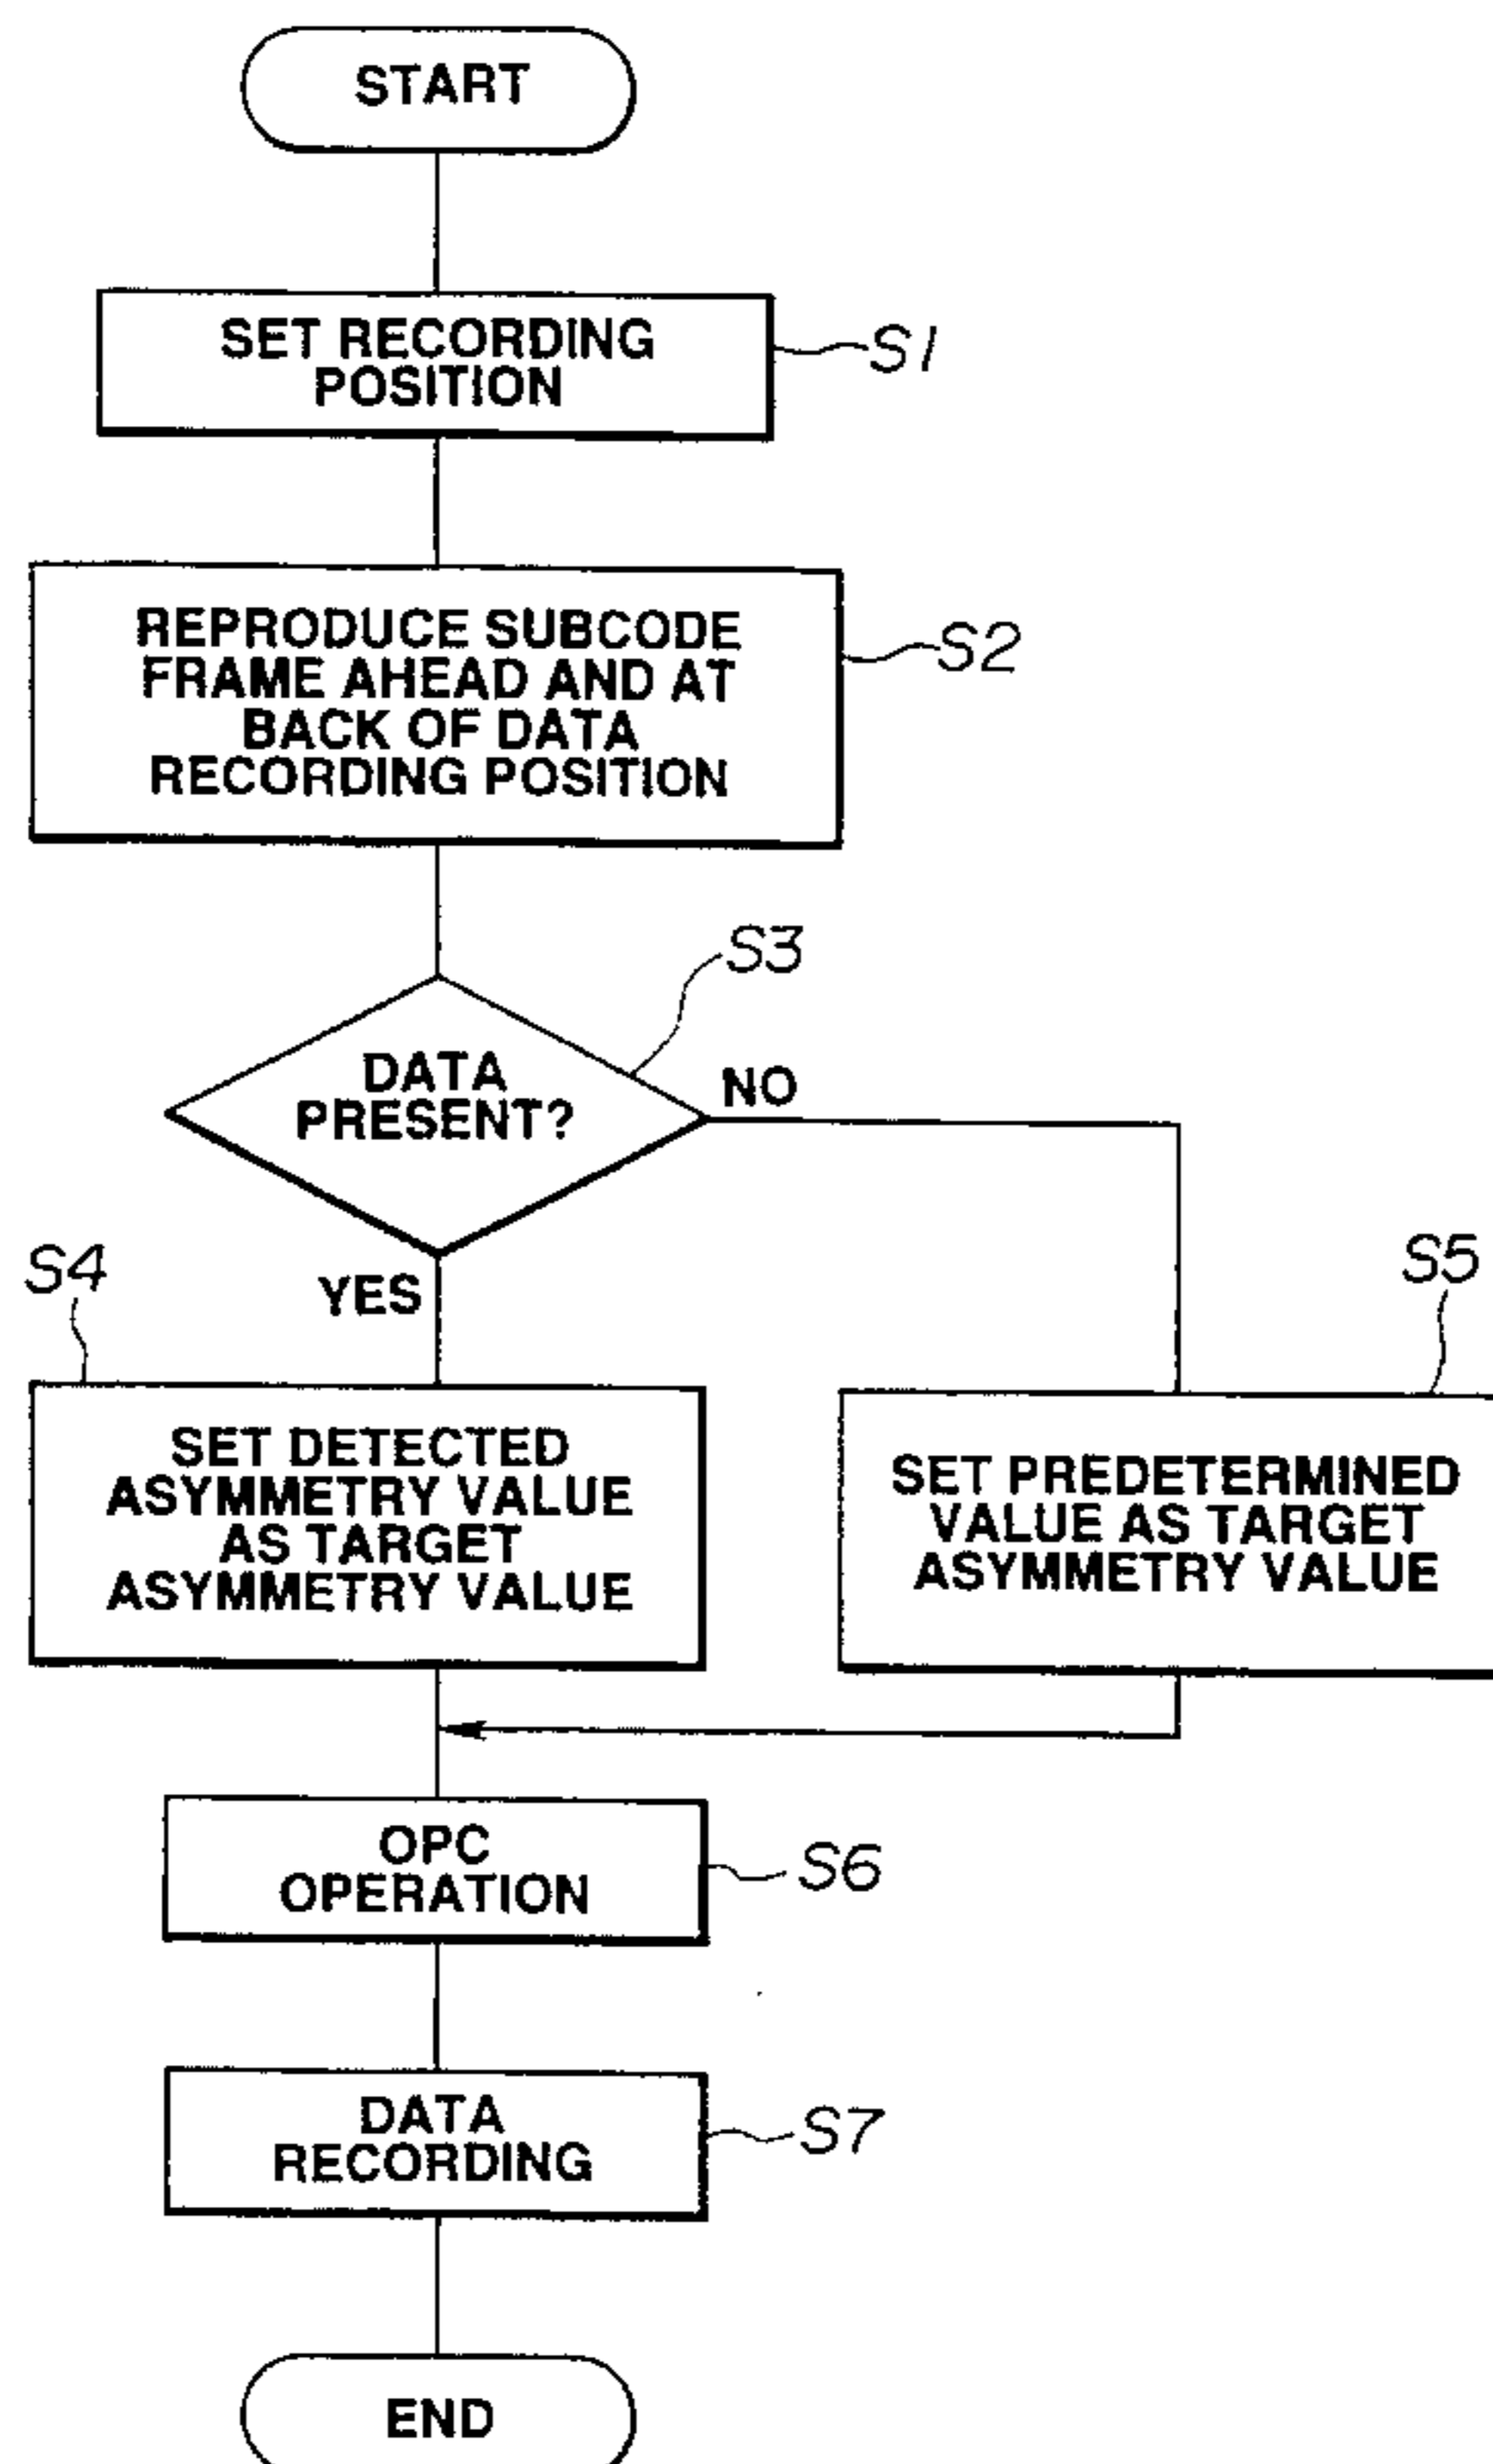 START
SET RECORDING
POSITION
S1
REPRODUCE SUBCODE
FRAME AHEAD AND AT
BACK OF DATA
RECORDING POSITION
S2
S3
DATA
PRESENT?
NO
YES
S4
SET DETECTED
ASYMMETRY VALUE
AS TARGET
ASYMMETRY VALUE
S5
SET PREDETERMINED
VALUE AS TARGET
ASYMMETRY VALUE
OPC
OPERATION
S6
DATA
RECORDING
S7
END